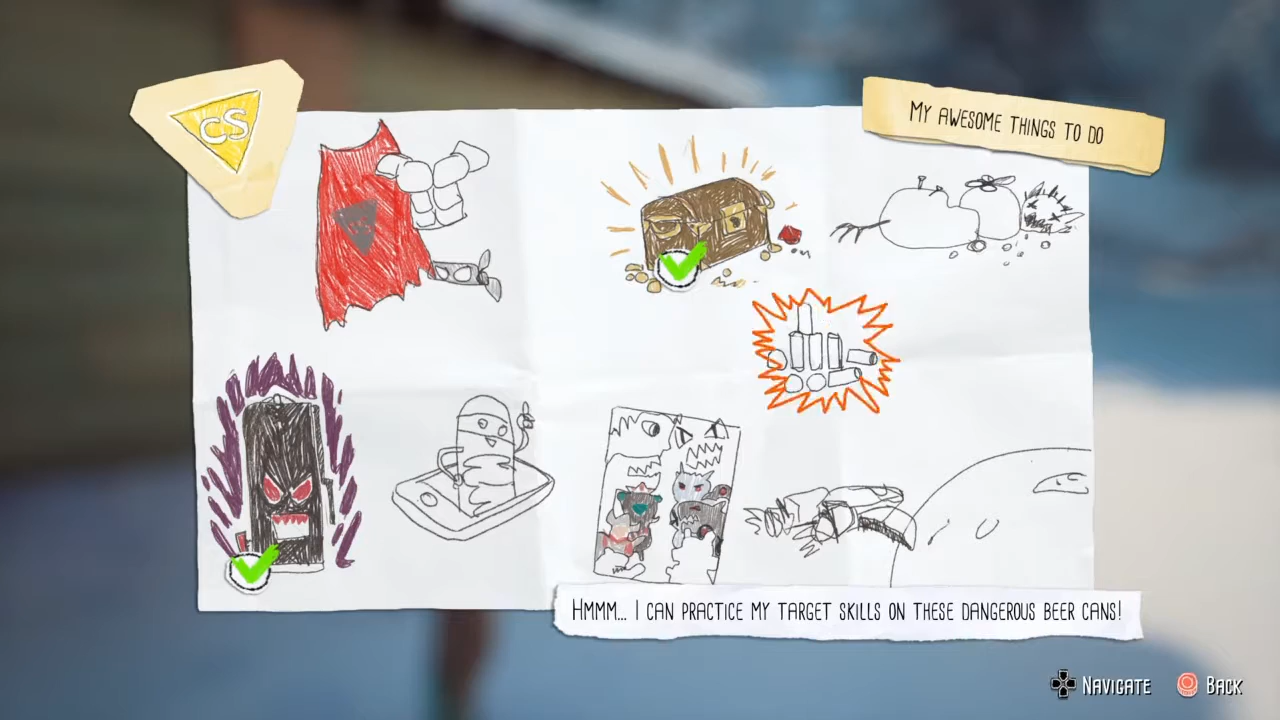 CS
MY AWESOME THINGS TO DO
CS
HMMM... I CAN PRACTICE MY TARGET SKILLS ON THESE DANGEROUS BEER CANS!
NAVIGATE
BACK